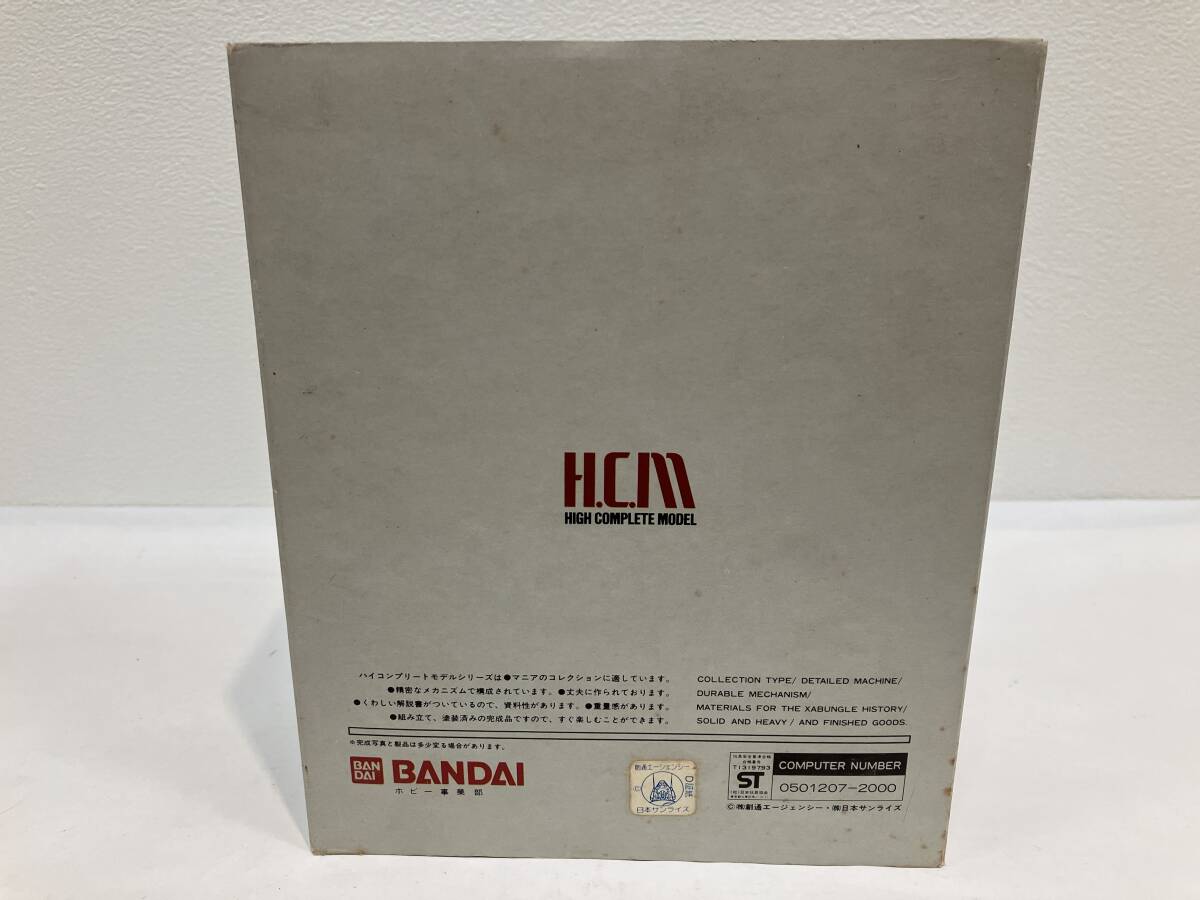 H.C.M
HIGH COMPLETE MODEL
ハイコンプリートモデルシリーズは●マニアのコレクションに適しています。
●精密なメカニズムで構成されています。●丈夫に作られております。
●くわしい解説書がついているので、資料性があります。●重量感があります。
●組み立て、塗装済みの完成品ですので、すぐ楽しむことができます。
COLLECTION TYPE/ DETAILED MACHINE/
DURABLE MECHANISM/
MATERIALS FOR THE XABUNGLE HISTORY/
SOLID AND HEAVY/ AND FINISHED GOODS.
※完成写真と製品は多少変る場合があります。
BAN
DAI
BANDAI
ホビー事業部
創通エージェンシー
©
日本サンライズ
合格番号
T1319793
ST
COMPUTER NUMBER
0501207-2000
©㈱創通エージェンシー・㈱日本サンライズ